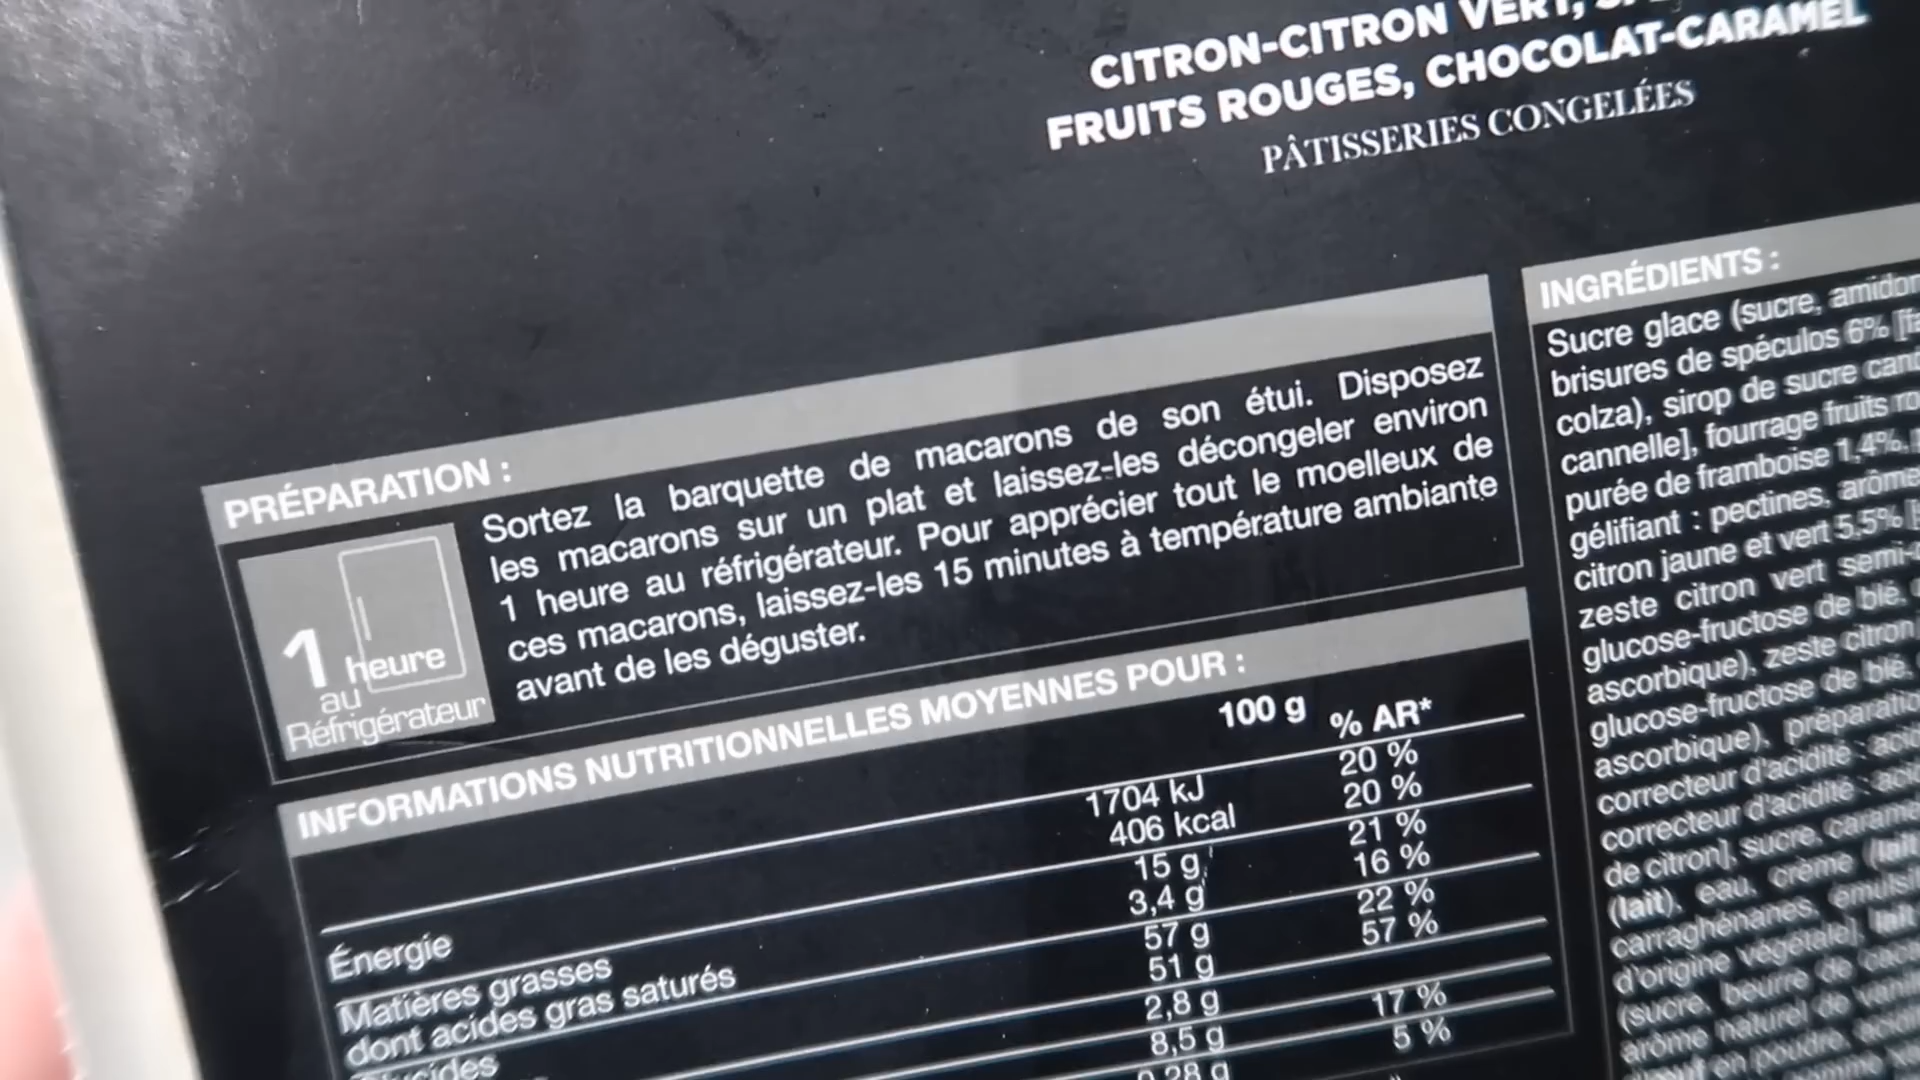 CITRON-CITRON VERT,
FRUITS ROUGES, CHOCOLAT-CARAMEL
PÂTISSERIES CONGELÉES
PRÉPARATION :
1 heure
au
Réfrigérateur
Sortez la barquette de macarons de son étui. Disposez
les macarons sur un plat et laissez-les décongeler environ
1 heure au réfrigérateur. Pour apprécier tout le moelleux de
ces macarons, laissez-les 15 minutes à température ambiante
avant de les déguster.
INFORMATIONS NUTRITIONNELLES MOYENNES POUR :
100 g % AR*
Énergie 1704 kJ 20 %
406 kcal 20 %
Matières grasses 15 g 21 %
dont acides gras saturés 3,4 g 16 %
57 g 22 %
51 g 57 %
2,8 g
8,5 g 17 %
0,28 g 5 %
INGRÉDIENTS :
Sucre glace (sucre, amidon
brisures de spéculos 6%
colza), sirop de sucre
cannelle], fourrage fruits
purée de framboise 1,4%,
gélifiant : pectines, arôme
citron jaune et vert 5,5%
zeste citron vert
glucose-fructose de blé,
ascorbique), zeste citron
glucose-fructose de blé,
ascorbique), préparation
correcteur d'acidité :
correcteur d'acidité :
de citron], sucre,
(lait), eau, crème (lait
carraghénanes,
d'origine végétale], lait
(sucre, beurre de
arôme naturel de
en poudre,